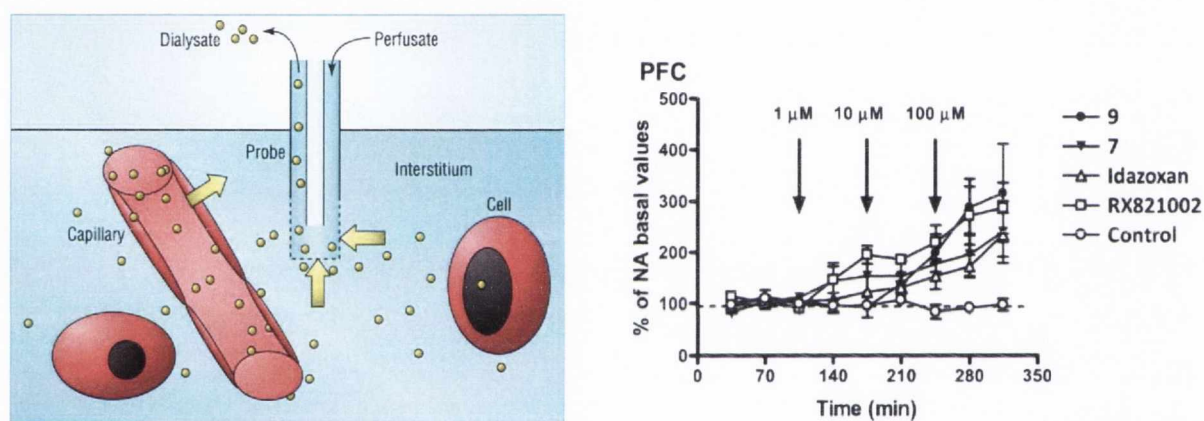 Dialysate
Perfusate
Probe
Interstitium
Capillary
Cell
PFC
% of NA basal values
500
400
300
200
100
0
1 μM
10 μM
100 μM
0
70
140
210
280
350
Time (min)
9
7
Idazoxan
RX821002
Control